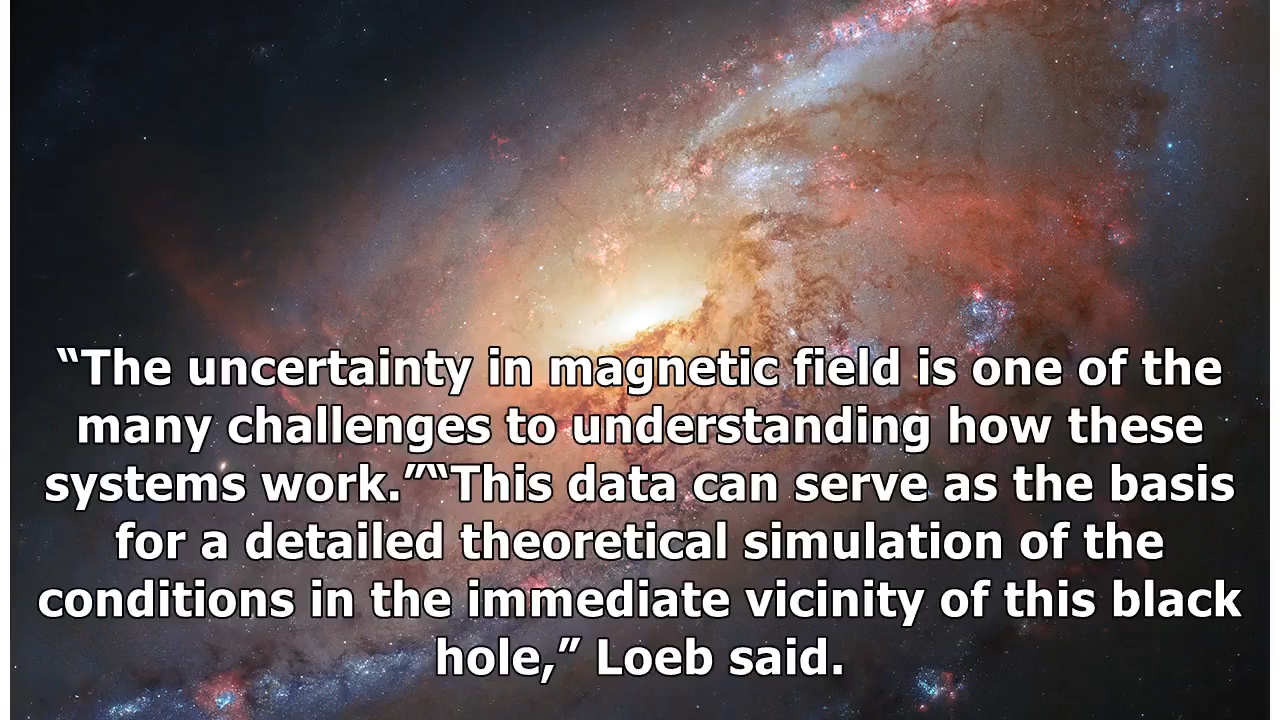 “The uncertainty in magnetic field is one of the
many challenges to understanding how these
systems work.”“This data can serve as the basis
for a detailed theoretical simulation of the
conditions in the immediate vicinity of this black
hole,” Loeb said.